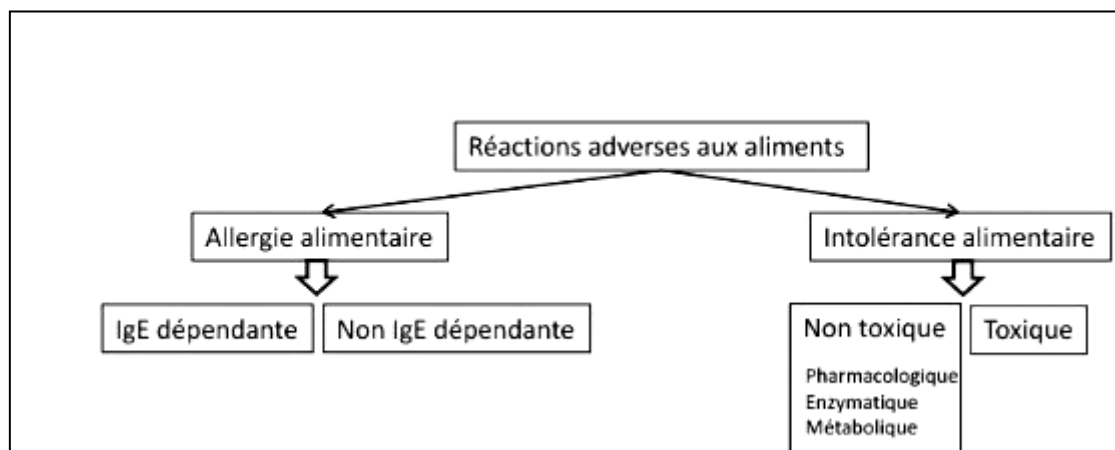 Réactions adverses aux aliments
Allergie alimentaire
Intolérance alimentaire
IgE dépendante
Non IgE dépendante
Non toxique
Toxique
Pharmacologique
Enzymatique
Métabolique